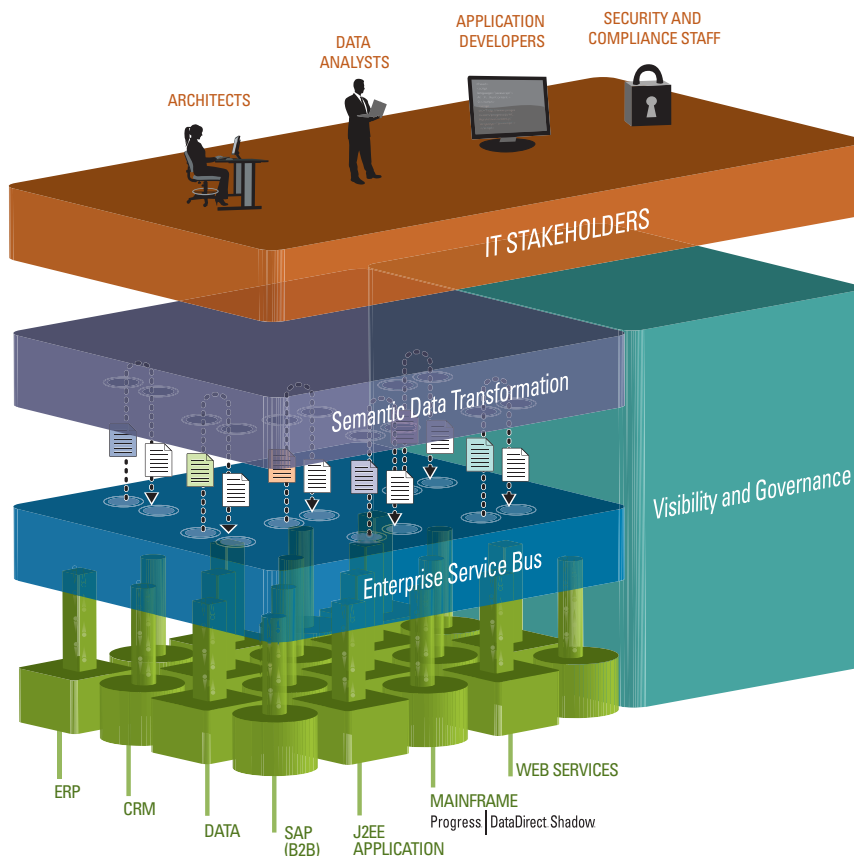 SECURITY AND
COMPLIANCE STAFF
APPLICATION
DEVELOPERS
DATA
ANALYSTS
ARCHITECTS
IT STAKEHOLDERS
Semantic Data Transformation
Visibility and Governance
Enterprise Service Bus
ERP
CRM
DATA
SAP
(B2B)
J2EE
APPLICATION
MAINFRAME
Progress | DataDirect Shadow
WEB SERVICES